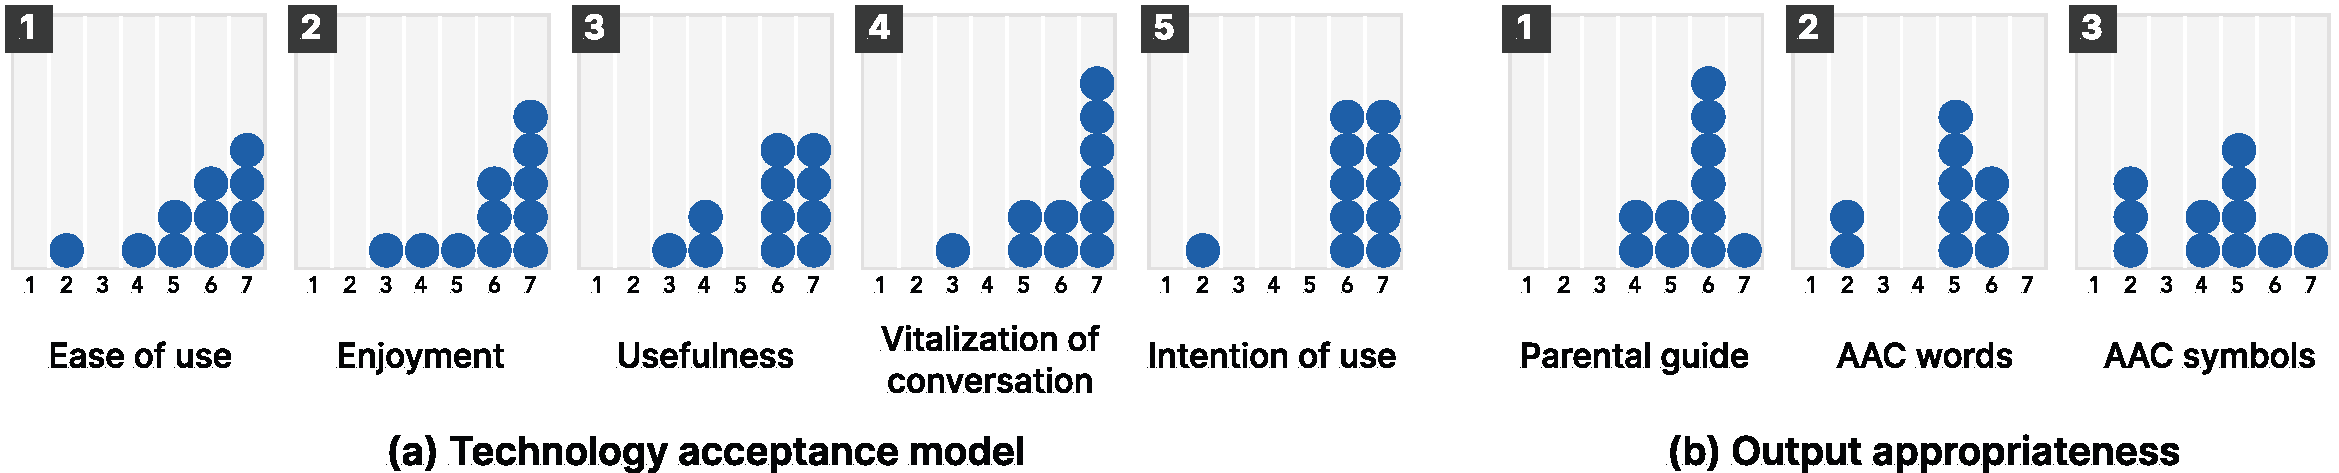 1 2 3 4 5 1 2 3
1 2 3 4 5 6 7 1 2 3 4 5 6 7 1 2 3 4 5 6 7 1 2 3 4 5 6 7 1 2 3 4 5 6 7 1 2 3 4 5 6 7 1 2 3 4 5 6 7 1 2 3 4 5 6 7
Ease of use
Enjoyment
Usefulness
Vitalization of
conversation
Intention of use
Parental guide
AAC words
AAC symbols
(a) Technology acceptance model
(b) Output appropriateness